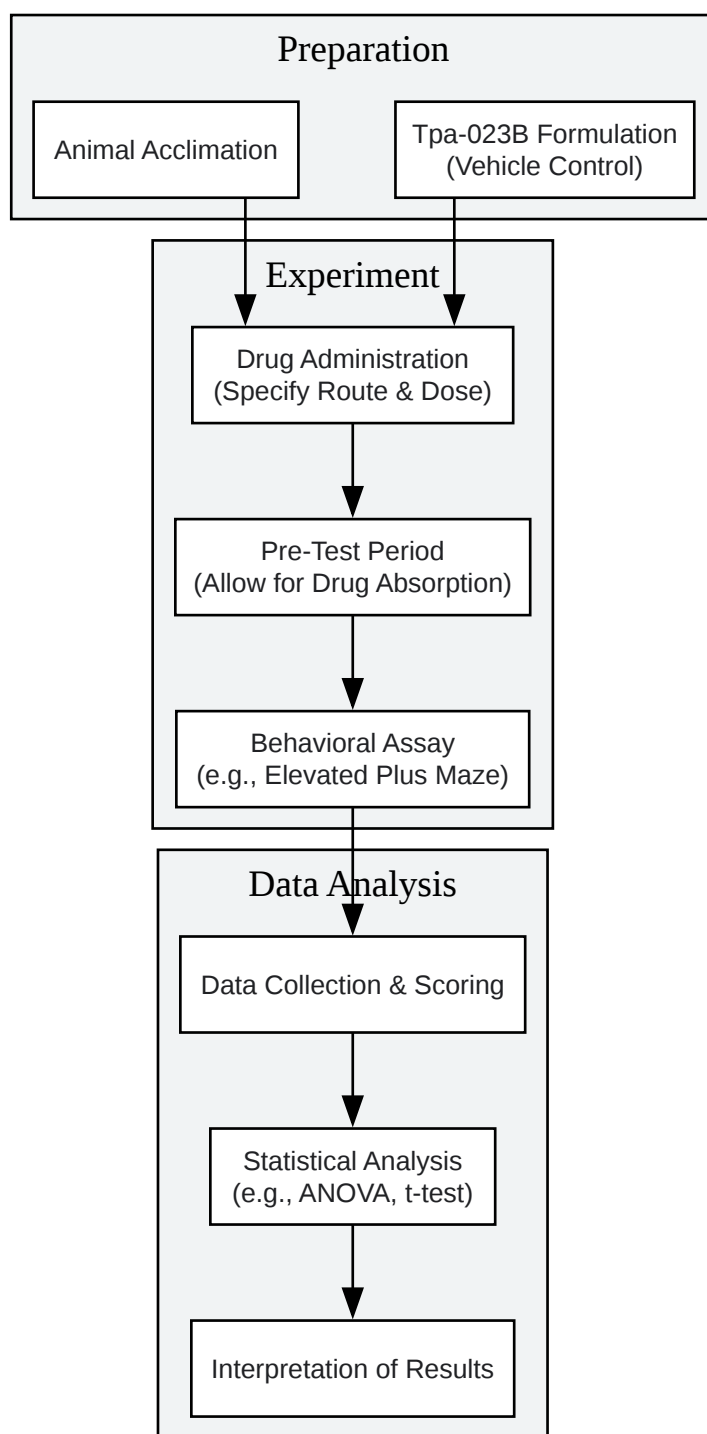 Preparation
Animal Acclimation
Tpa-023B Formulation
(Vehicle Control)
Experiment
Drug Administration
(Specify Route & Dose)
Pre-Test Period
(Allow for Drug Absorption)
Behavioral Assay
(e.g., Elevated Plus Maze)
Data Analysis
Data Collection & Scoring
Statistical Analysis
(e.g., ANOVA, t-test)
Interpretation of Results